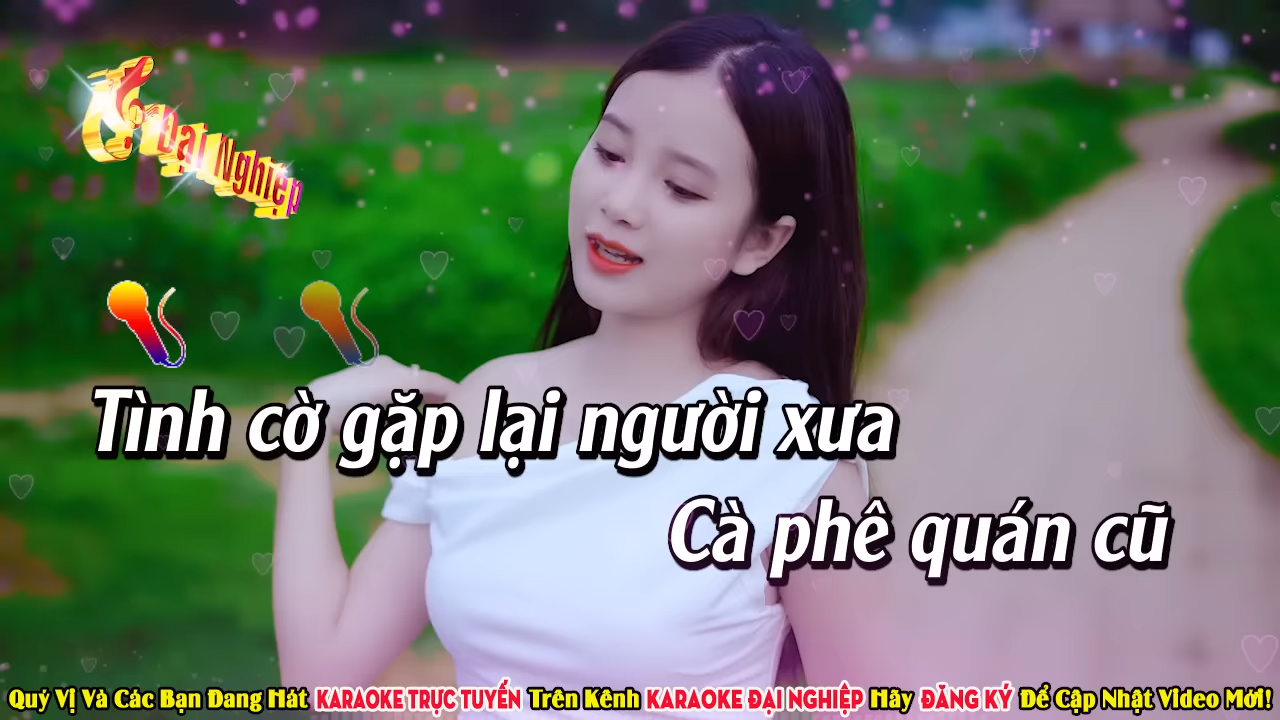 Đại Nghiệp
Tình cờ gặp lại người xưa
Cà phê quán cũ
Quý Vị Và Các Bạn Đang Hát KARAOKE TRỰC TUYẾN Trên Kênh KARAOKE ĐẠI NGHIỆP Hãy ĐĂNG KÝ Để Cập Nhật Video Mới!